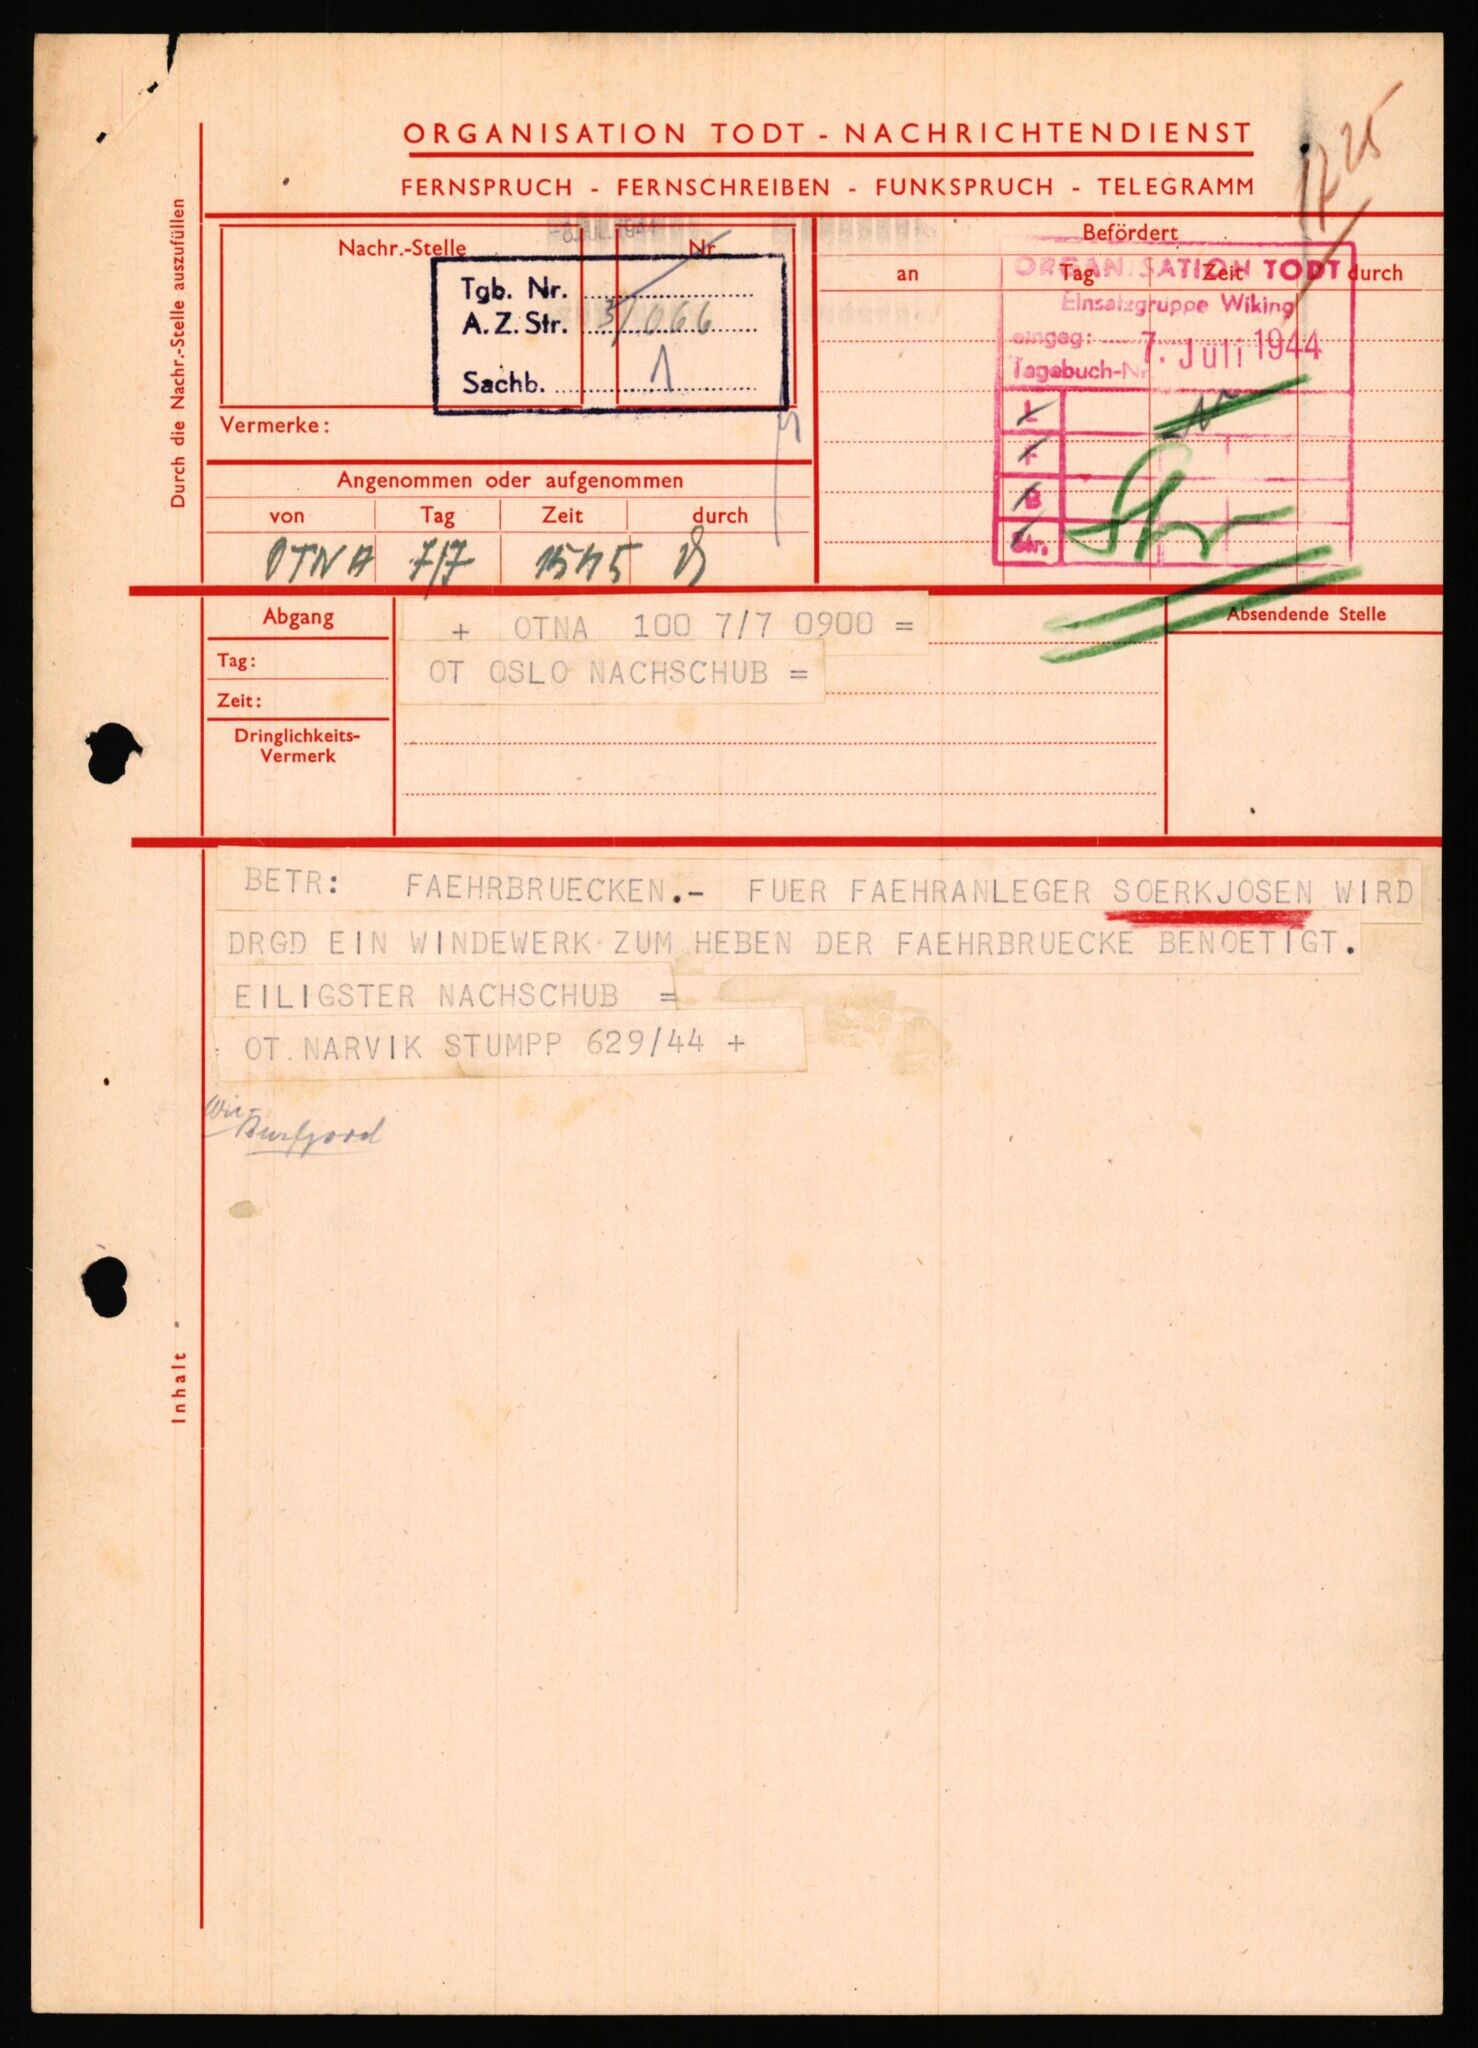 ORGANISATION TODT - NACHRICHTENDIENST
FERNSPRUCH - FERNSCHREIBEN - FUNKSPRUCH - TELEGRAMM
1725
Durch die Nachr.-Stelle auszufüllen
Nachr.-Stelle
Nr
Tgb. Nr.
A. Z. Str. 31066
Sachb. 1
Vermerke:
Befördert
an Tag Zeit durch
ORGANISATION TODT
Einsatzgruppe Wiking
eingeg: 7. Juli 1944
Tagebuch-Nr
L
F
B
Str.
Angenommen oder aufgenommen
von Tag Zeit durch
OTNA 7/7 1545
Abgang
Tag:
Zeit:
Dringlichkeits-
Vermerk
Absendende Stelle
+ OTNA 100 7/7 0900 =
OT OSLO NACHSCHUB =
BETR: FAEHRBRUECKEN.- FUER FAEHRANLEGER SOERKJOSEN WIRD
DRGD EIN WINDEWERK ZUM HEBEN DER FAEHRBRUECKE BENOETIGT.
EILIGSTER NACHSCHUB =
OT NARVIK STUMPP 629/44 +
Burfjord
Inhalt